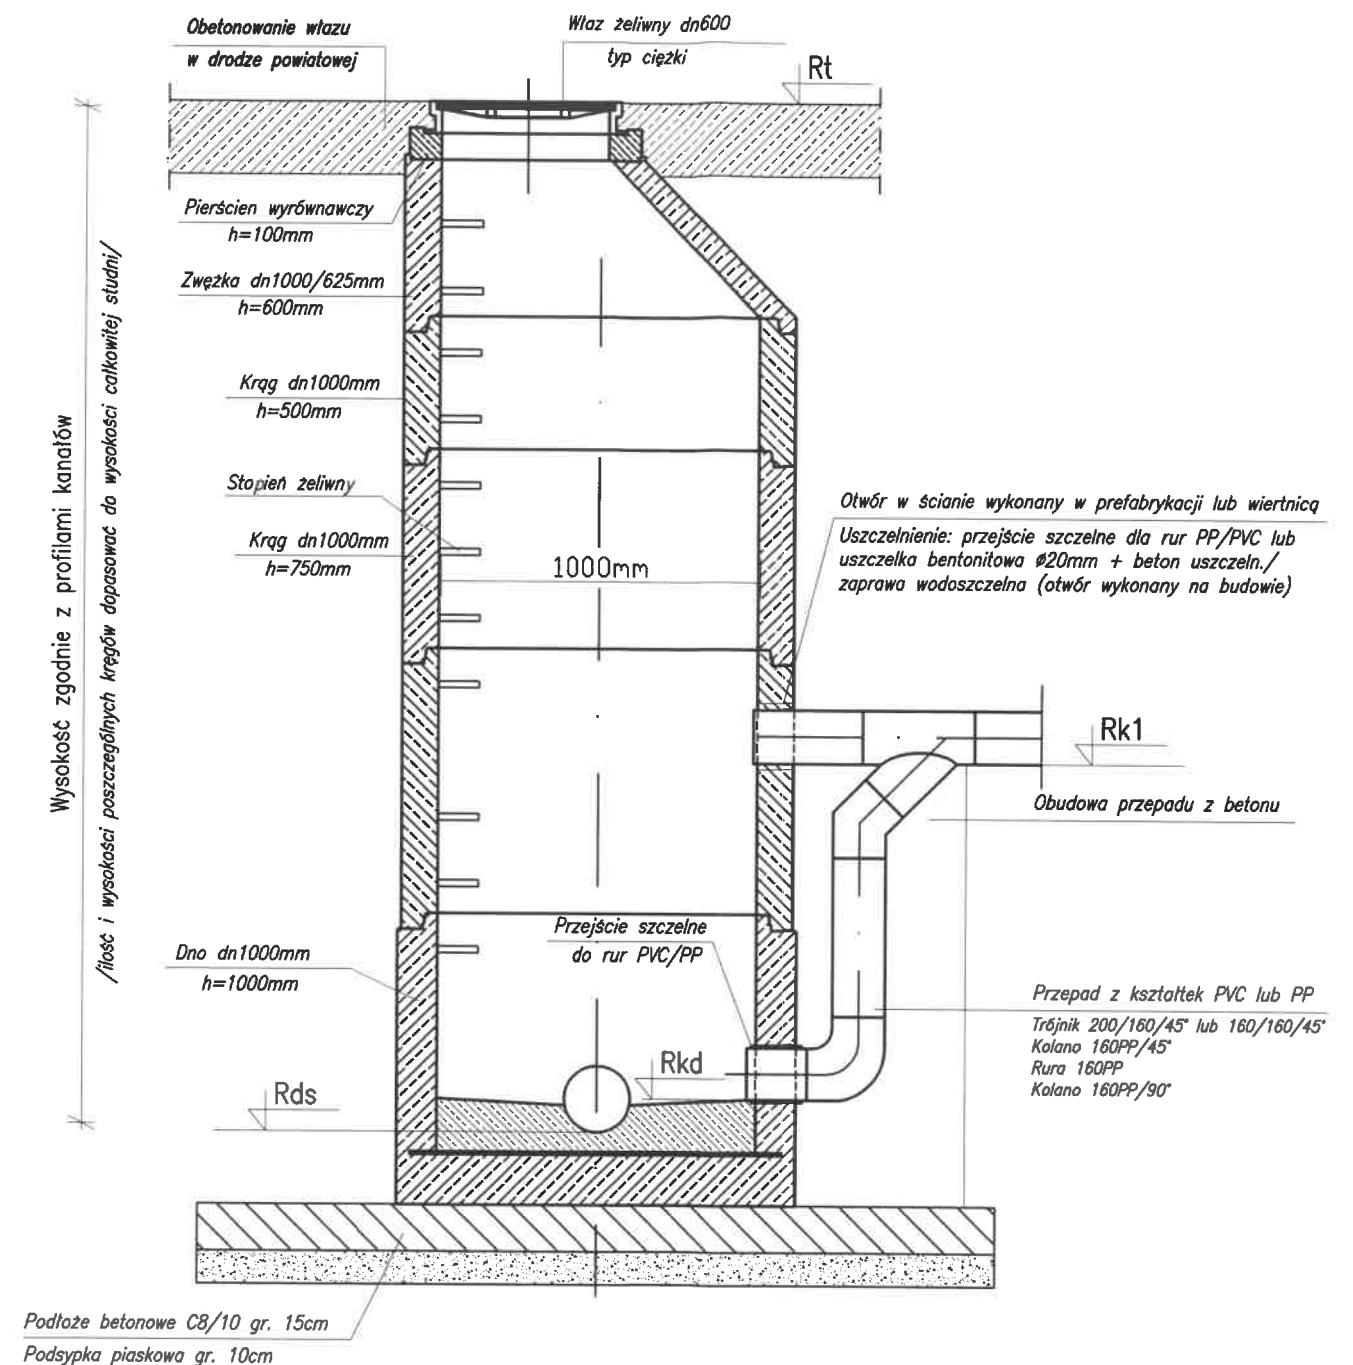 Obetonowanie włazu
w drodze powiatowej
Właz żeliwny dn600
typ ciężki
Rt
Pierścien wyrównawczy
h=100mm
Zwężka dn1000/625mm
h=600mm
Krąg dn1000mm
h=500mm
Stopień żeliwny
Krąg dn1000mm
h=750mm
1000mm
Wysokość zgodnie z profilami kanałów
/ilość i wysokości poszczególnych kręgów dopasować do wysokości całkowitej studni/
Otwór w ścianie wykonany w prefabrykacji lub wiertnicą
Uszczelnienie: przejście szczelne dla rur PP/PVC lub
uszczelka bentonitowa ø20mm + beton uszczeln./
zaprawa wodoszczelna (otwór wykonany na budowie)
Rk1
Obudowa przepadu z betonu
Przejście szczelne
do rur PVC/PP
Dno dn1000mm
h=1000mm
Przepad z kształtek PVC lub PP
Trójnik 200/160/45° lub 160/160/45°
Kolano 160PP/45°
Rura 160PP
Kolano 160PP/90°
Rkd
Rds
Podłoże betonowe C8/10 gr. 15cm
Podsypka piaskowa gr. 10cm